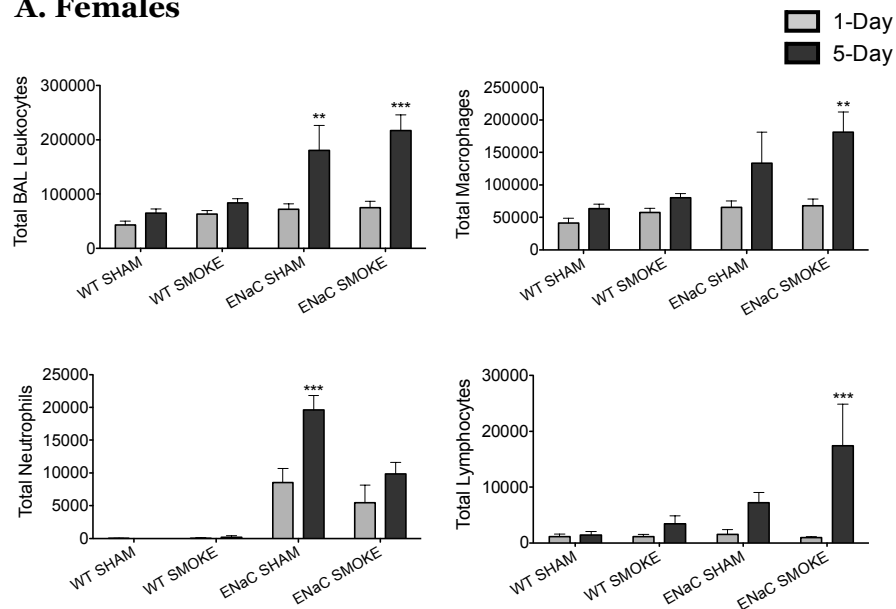 A. Females
1-Day
5-Day
Total BAL Leukocytes
300000
200000
100000
0
**
***
WT SHAM
WT SMOKE
ENaC SHAM
ENaC SMOKE
Total Macrophages
250000
200000
150000
100000
50000
0
**
WT SHAM
WT SMOKE
ENaC SHAM
ENaC SMOKE
Total Neutrophils
25000
20000
15000
10000
5000
0
***
WT SHAM
WT SMOKE
ENaC SHAM
ENaC SMOKE
Total Lymphocytes
30000
20000
10000
0
***
WT SHAM
WT SMOKE
ENaC SHAM
ENaC SMOKE